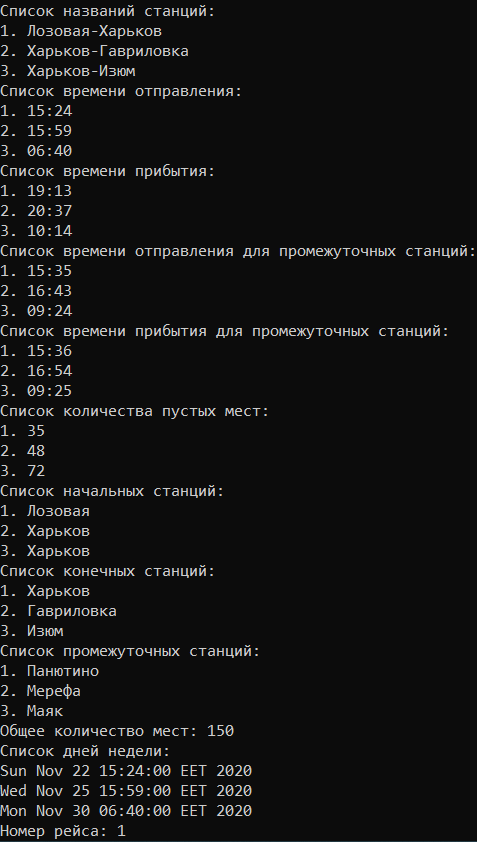 Список названий станций:
1. Лозовая-Харьков
2. Харьков-Гавриловка
3. Харьков-Изюм
Список времени отправления:
1. 15:24
2. 15:59
3. 06:40
Список времени прибытия:
1. 19:13
2. 20:37
3. 10:14
Список времени отправления для промежуточных станций:
1. 15:35
2. 16:43
3. 09:24
Список времени прибытия для промежуточных станций:
1. 15:36
2. 16:54
3. 09:25
Список количества пустых мест:
1. 35
2. 48
3. 72
Список начальных станций:
1. Лозовая
2. Харьков
3. Харьков
Список конечных станций:
1. Харьков
2. Гавриловка
3. Изюм
Список промежуточных станций:
1. Панютино
2. Мерефа
3. Маяк
Общее количество мест: 150
Список дней недели:
Sun Nov 22 15:24:00 EET 2020
Wed Nov 25 15:59:00 EET 2020
Mon Nov 30 06:40:00 EET 2020
Номер рейса: 1